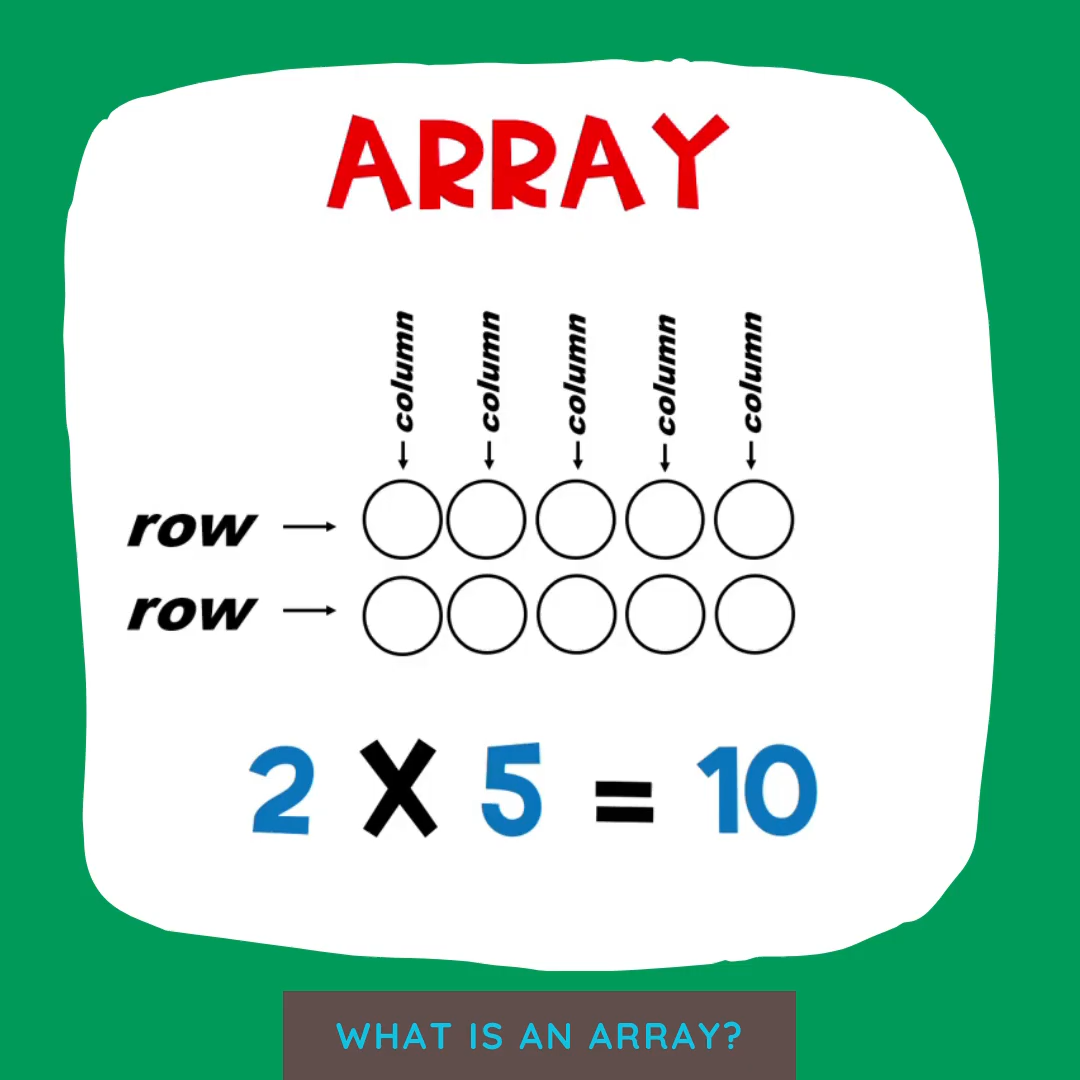 ARRAY
column column column column column
row
row
2 X 5 = 10
WHAT IS AN ARRAY?